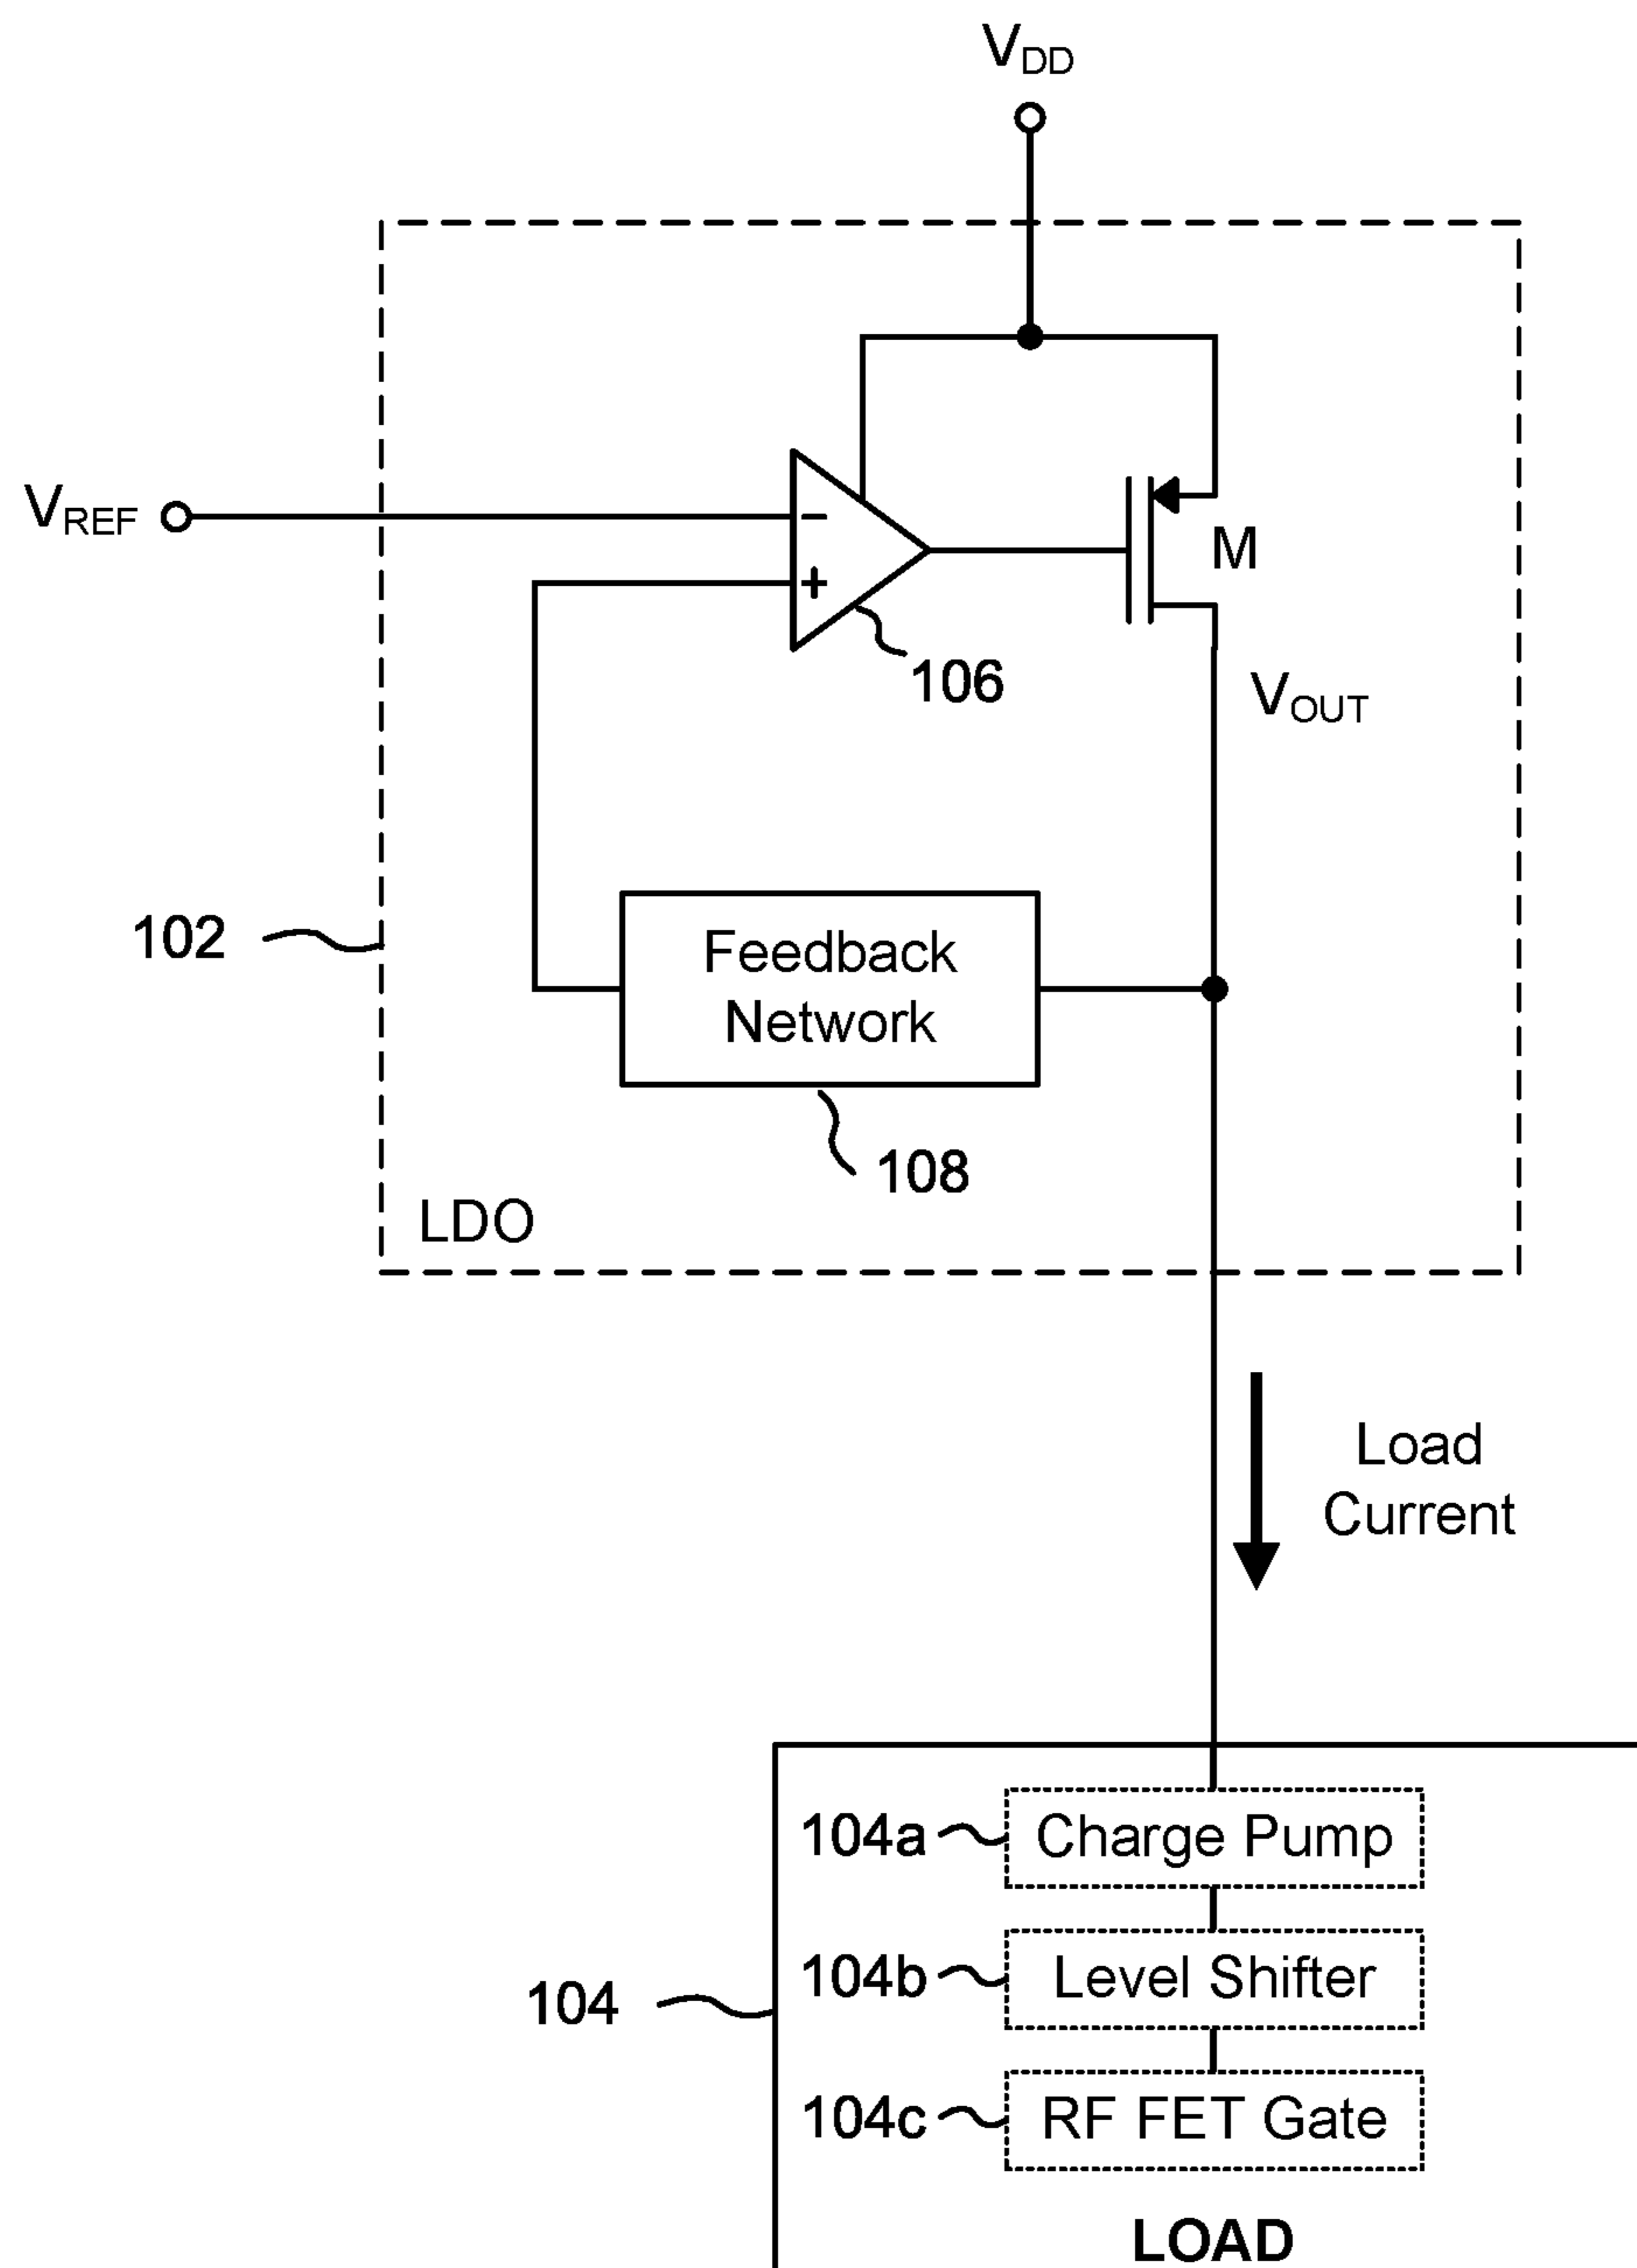 VDD
VREF
−
+
M
106
VOUT
102
Feedback
Network
108
LDO
Load
Current
104a
Charge Pump
104b
Level Shifter
104
104c
RF FET Gate
LOAD